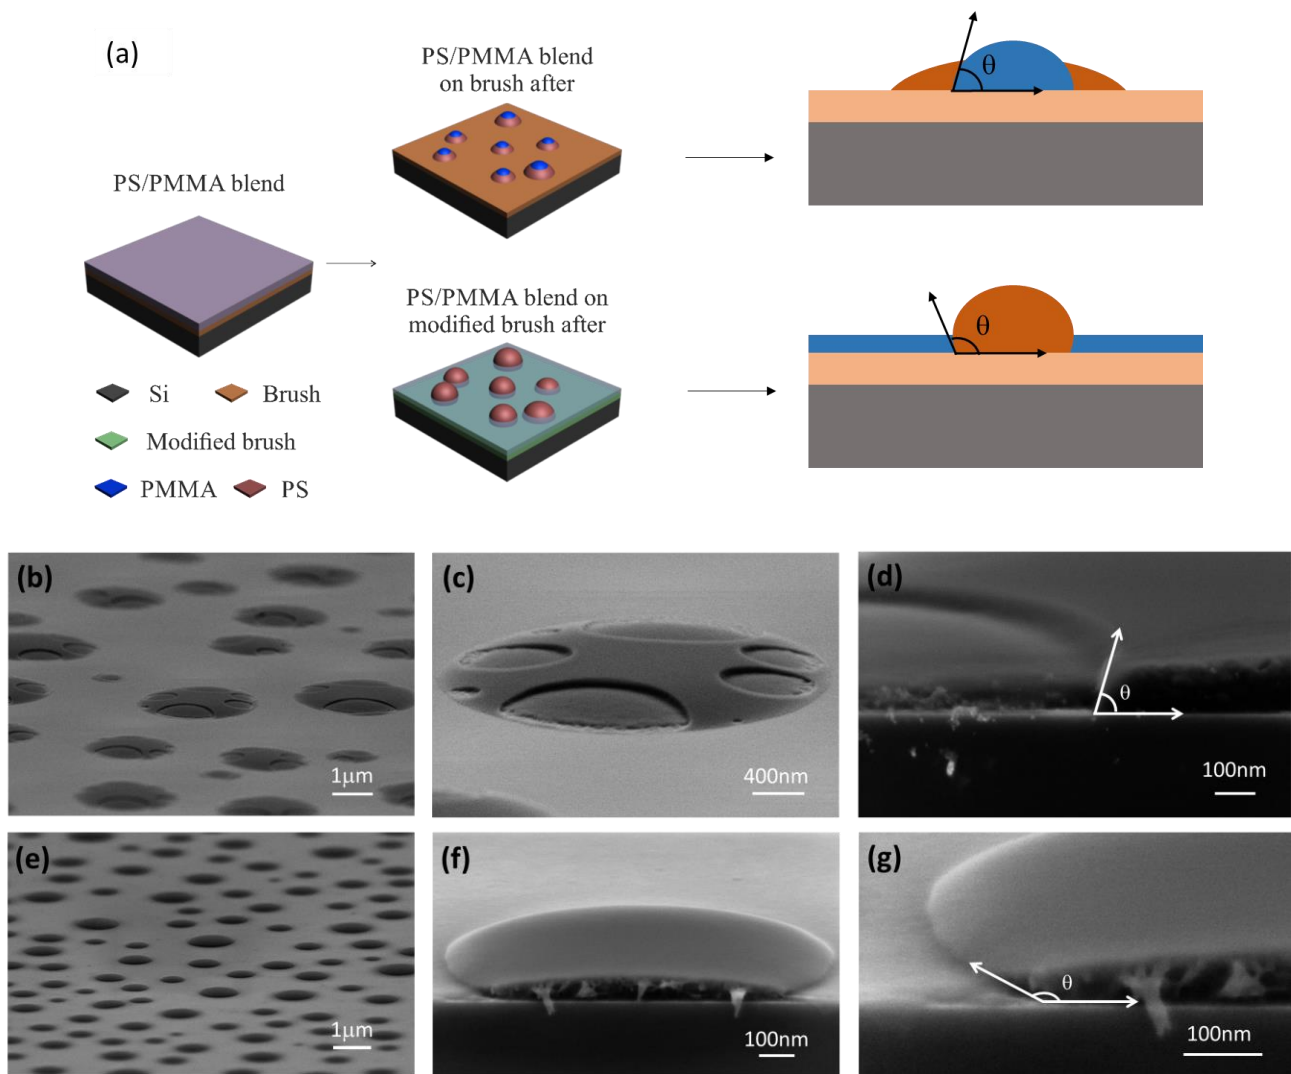 (a)
PS/PMMA blend
on brush after
θ
PS/PMMA blend
PS/PMMA blend on
modified brush after
θ
Si
Brush
Modified brush
PMMA
PS
(b)
1μm
(c)
400nm
(d)
θ
100nm
(e)
1μm
(f)
100nm
(g)
θ
100nm